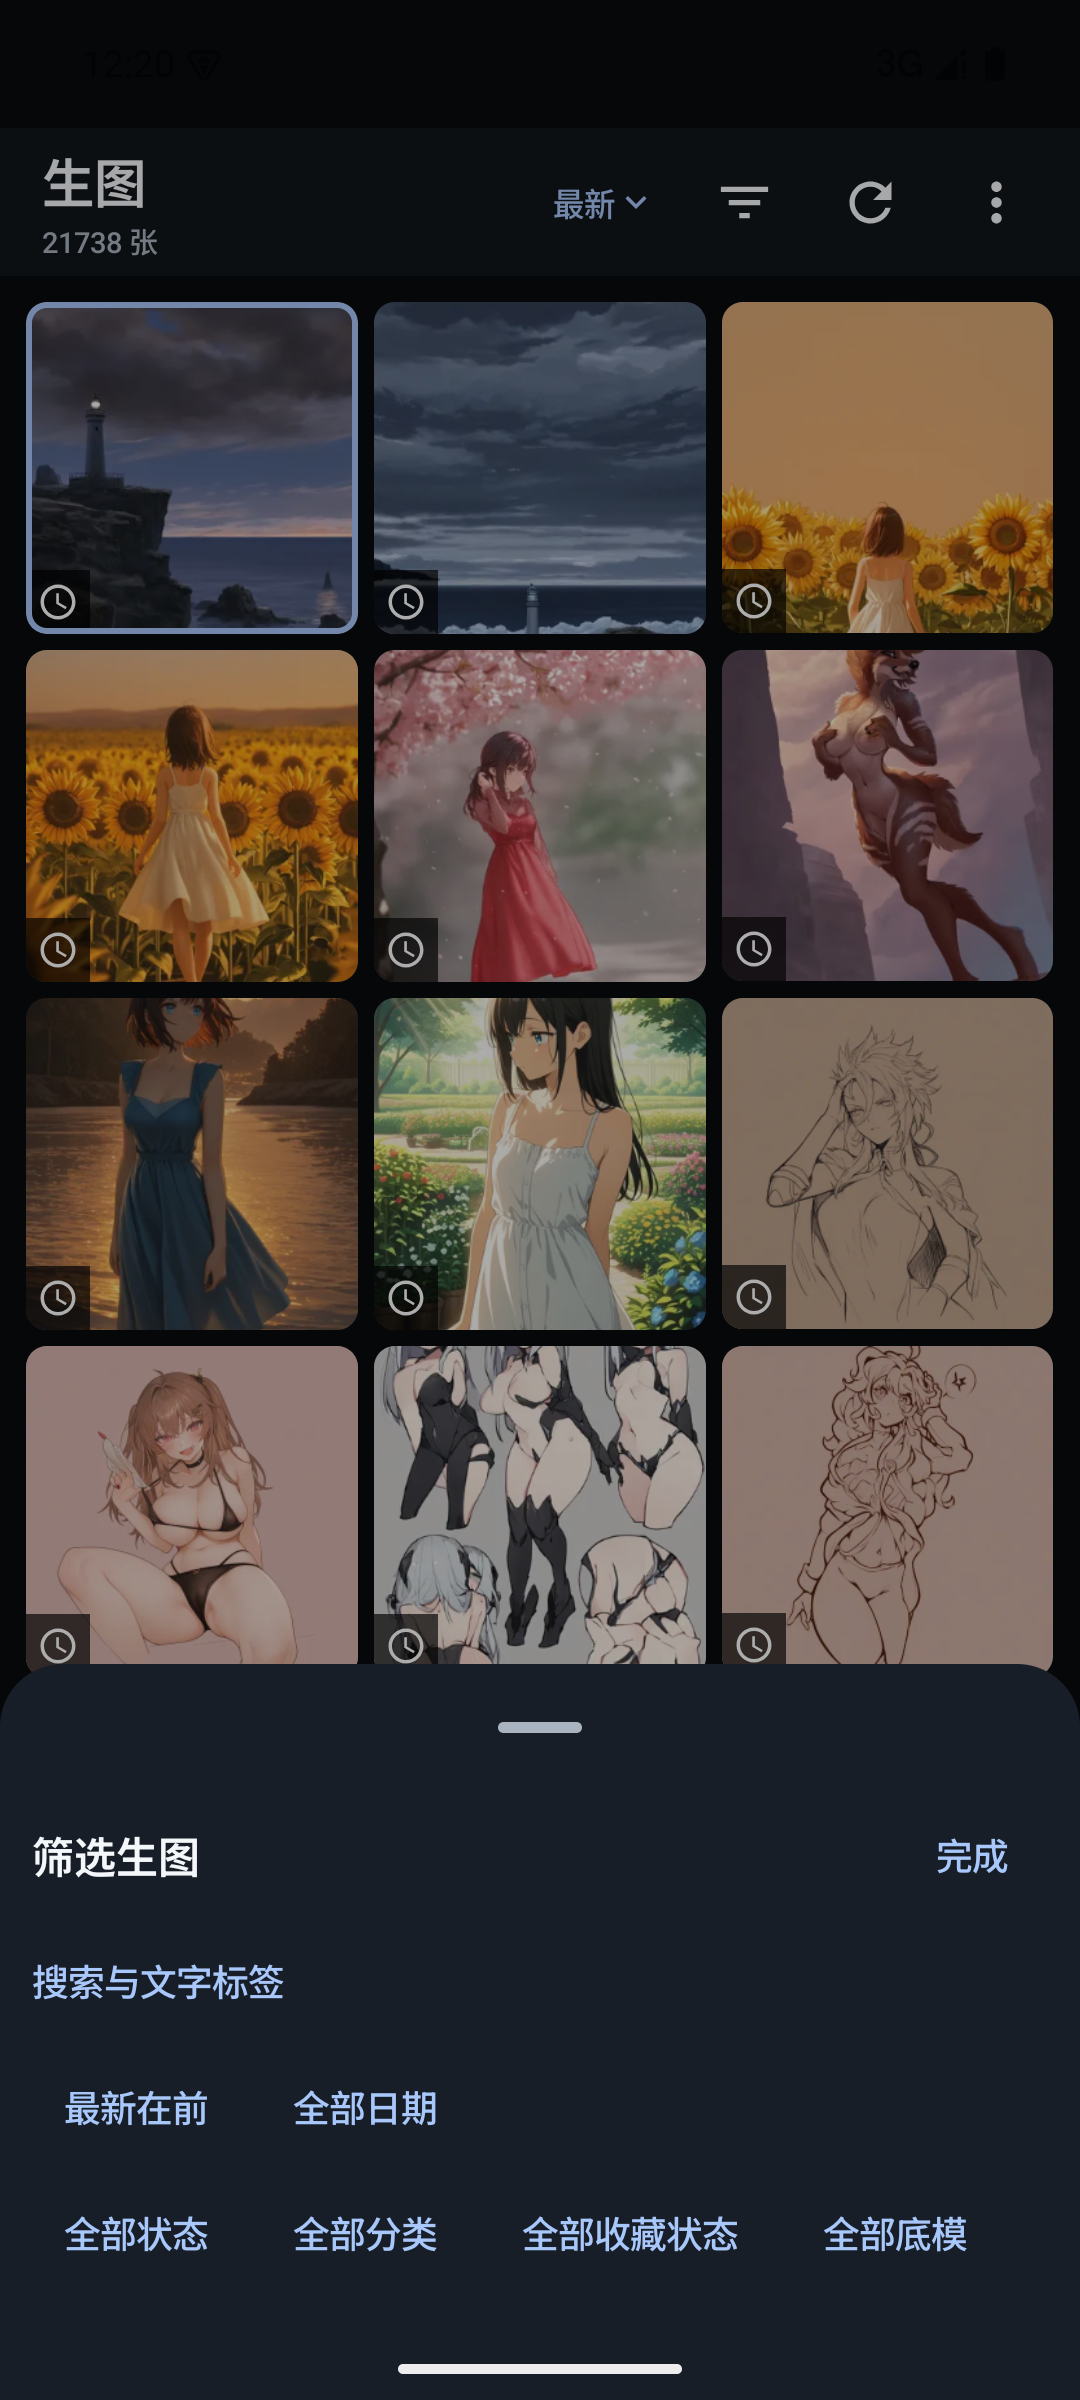 12:20
3G
生图
最新
21738 张
筛选生图
完成
搜索与文字标签
最新在前
全部日期
全部状态
全部分类
全部收藏状态
全部底模